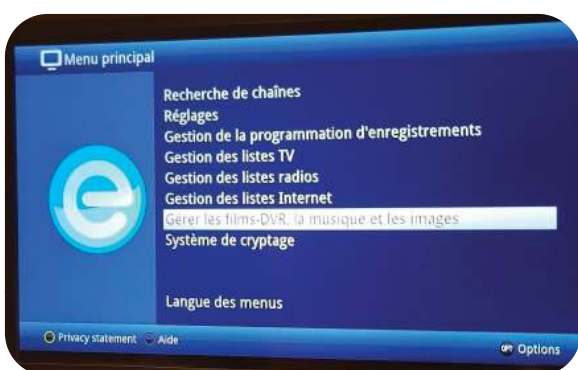 Menu principal
Recherche de chaînes
Réglages
Gestion de la programmation d'enregistrements
Gestion des listes TV
Gestion des listes radios
Gestion des listes Internet
Gérer les films-DVR, la musique et les images
Système de cryptage
Langue des menus
Privacy statement Aide
OPT Options